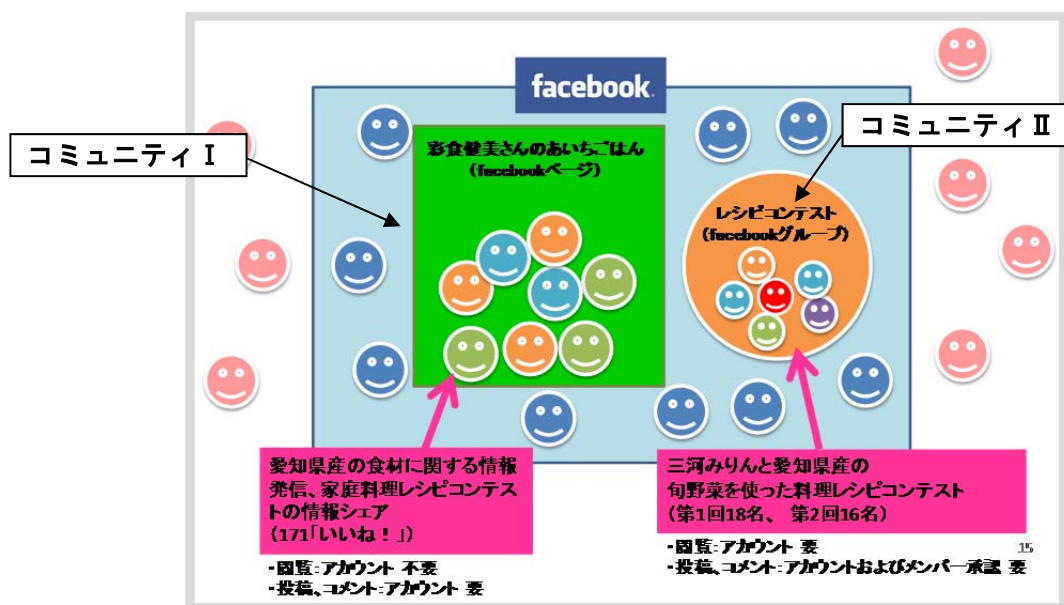 facebook
コミュニティⅠ
コミュニティⅡ
彩食健美さんのあいちごはん
(facebookページ)
レシピコンテスト
(facebookグループ)
愛知県産の食材に関する情報
発信、家庭料理レシピコンテス
トの情報シェア
(171「いいね！」)
・閲覧:アカウント 不要
・投稿、コメント:アカウント 要
三河みりんと愛知県産の
旬野菜を使った料理レシピコンテスト
(第1回18名、 第2回16名)
・閲覧:アカウント 要
・投稿、コメント:アカウントおよびメンバー承認 要
15